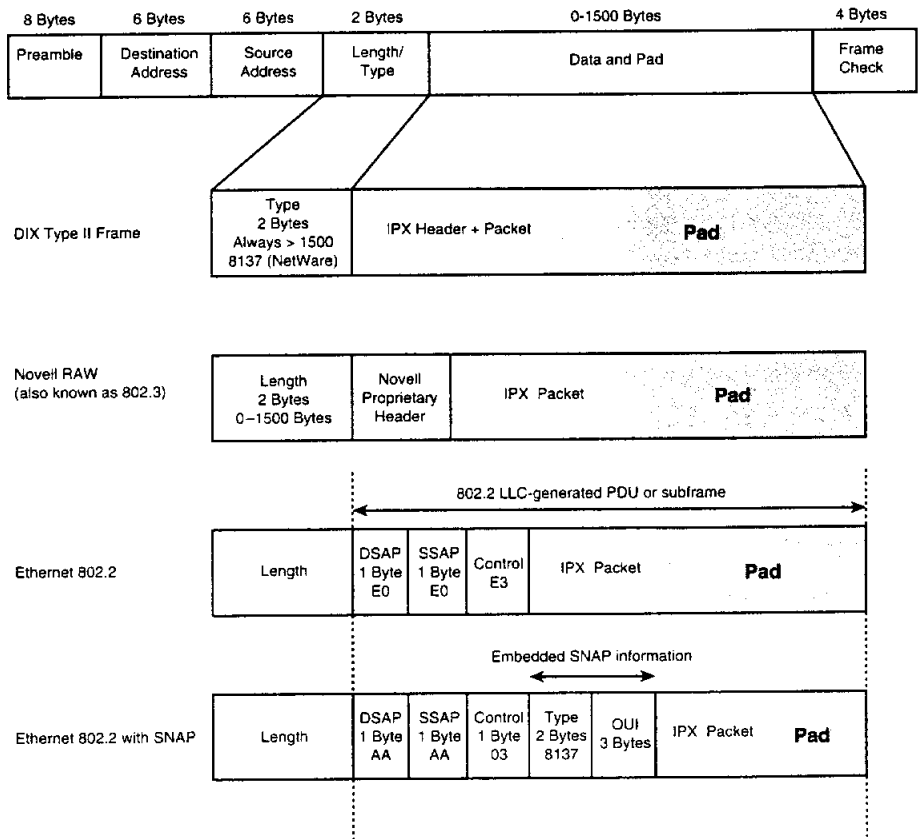 8 Bytes 6 Bytes 6 Bytes 2 Bytes 0-1500 Bytes 4 Bytes
Preamble
Destination
Address
Source
Address
Length/
Type
Data and Pad
Frame
Check
DIX Type II Frame
Type
2 Bytes
Always > 1500
8137 (NetWare)
IPX Header + Packet
Pad
Novell RAW
(also known as 802.3)
Length
2 Bytes
0–1500 Bytes
Novell
Proprietary
Header
IPX Packet
Pad
802.2 LLC-generated PDU or subframe
Ethernet 802.2
Length
DSAP
1 Byte
E0
SSAP
1 Byte
E0
Control
E3
IPX Packet
Pad
Embedded SNAP information
Ethernet 802.2 with SNAP
Length
DSAP
1 Byte
AA
SSAP
1 Byte
AA
Control
1 Byte
03
Type
2 Bytes
8137
OUI
3 Bytes
IPX Packet
Pad